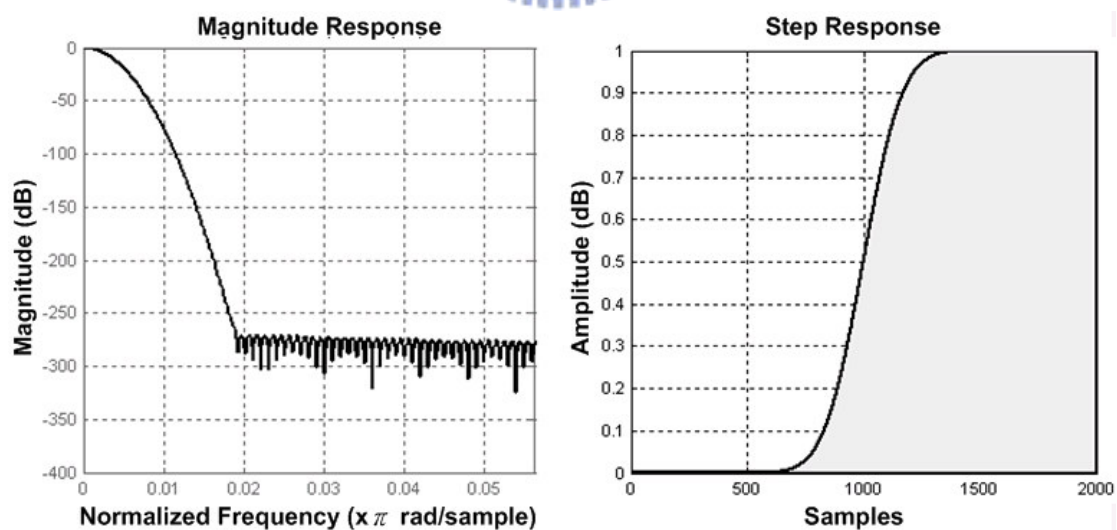 Magnitude Response
0
-50
-100
-150
-200
-250
-300
-350
-400
Magnitude (dB)
0 0.01 0.02 0.03 0.04 0.05
Normalized Frequency (x π rad/sample)
Step Response
1
0.9
0.8
0.7
0.6
0.5
0.4
0.3
0.2
0.1
0
Amplitude (dB)
0 500 1000 1500 2000
Samples